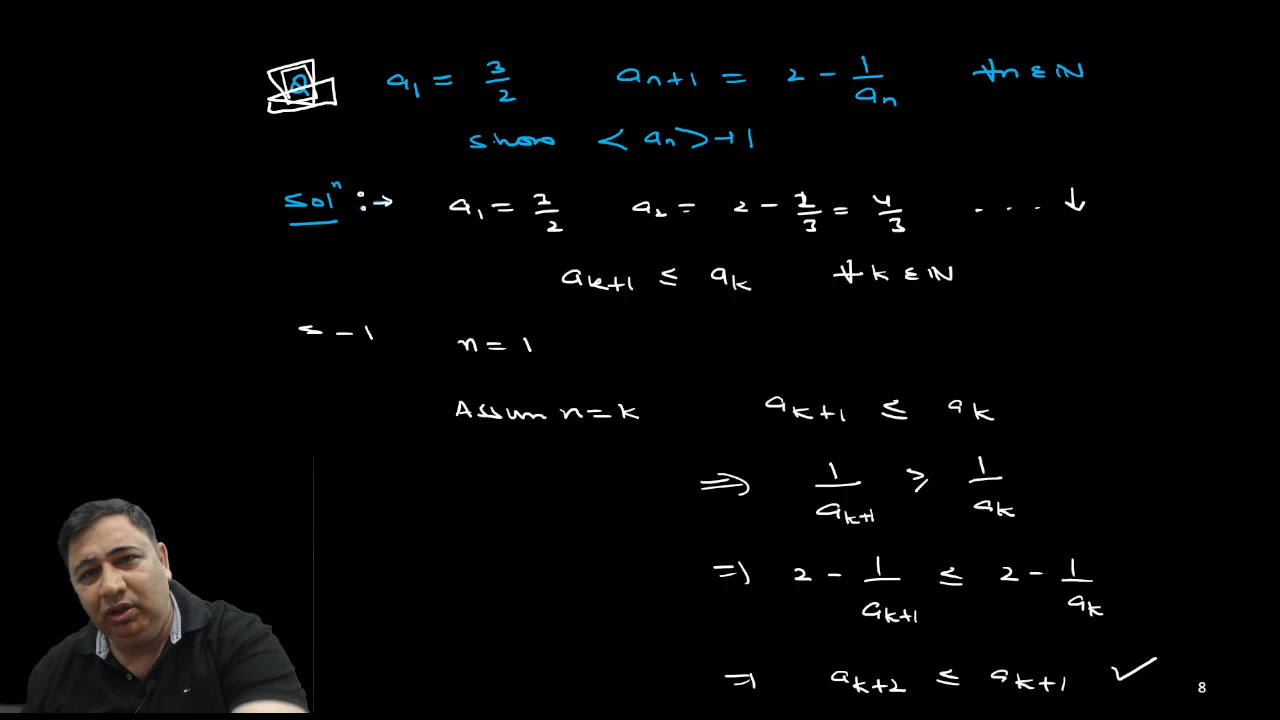 Q a₁ = 3/2 aₙ₊₁ = 2 − 1/aₙ ∀n ∈ ℕ
show < aₙ> → 1
Solⁿ :→ a₁ = 3/2 a₂ = 2 − 2/3 = 4/3 . . . ↓
aₖ₊₁ ≤ aₖ ∀ k ∈ ℕ
S − 1 n = 1
Assum n = k aₖ₊₁ ≤ aₖ
⇒ 1/aₖ₊₁ ≥ 1/aₖ
⇒ 2 − 1/aₖ₊₁ ≤ 2 − 1/aₖ
⇒ aₖ₊₂ ≤ aₖ₊₁ ✓
8